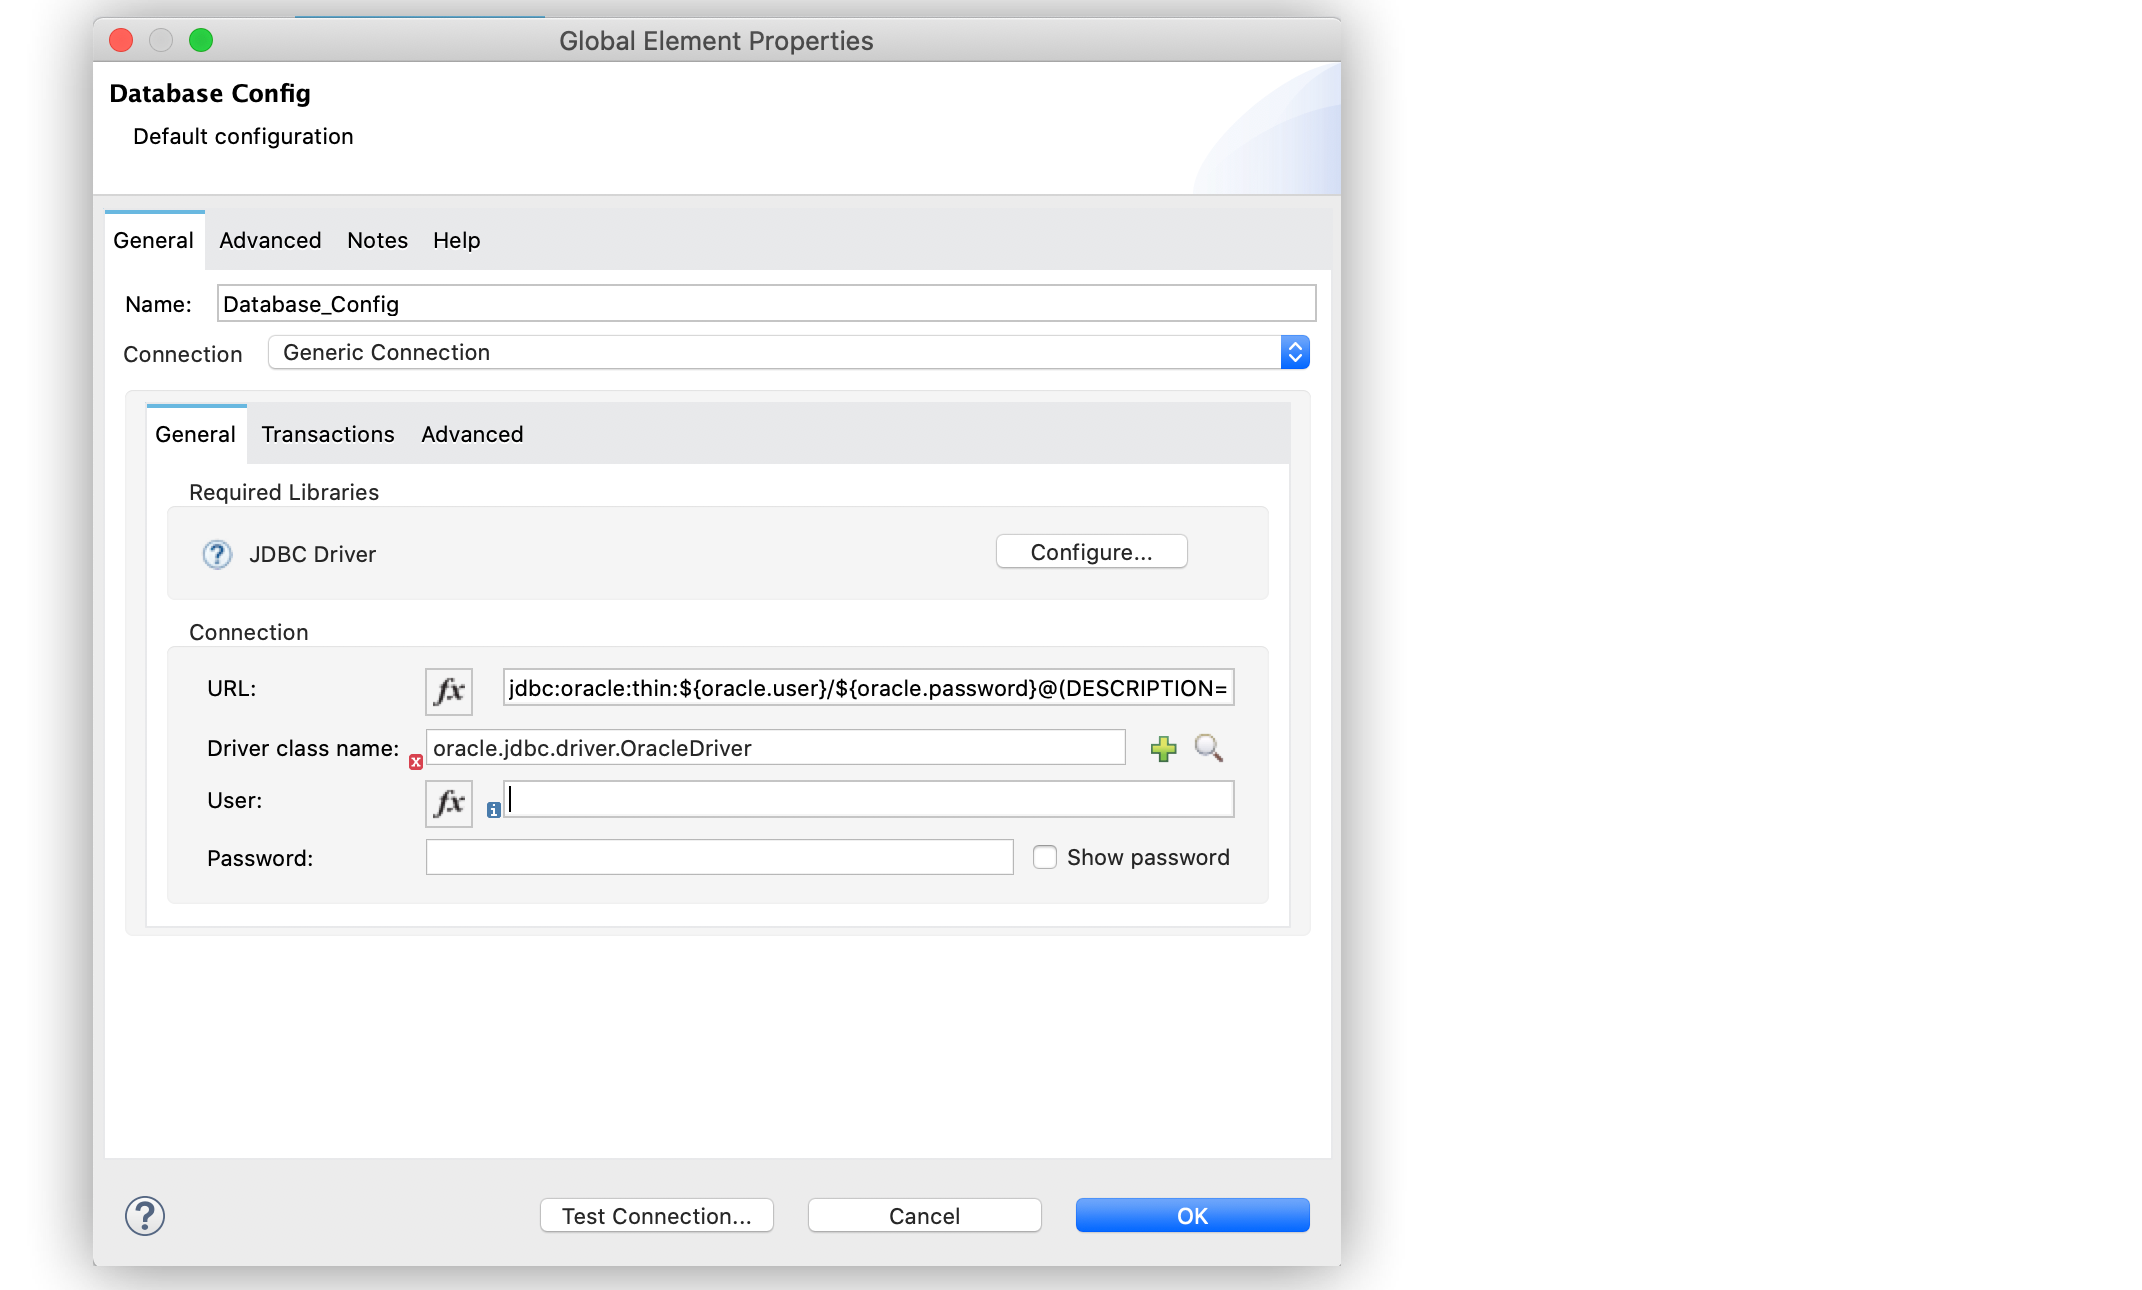 Global Element Properties
Database Config
Default configuration
General Advanced Notes Help
Name: Database_Config
Connection Generic Connection
General Transactions Advanced
Required Libraries
? JDBC Driver Configure...
Connection
URL: fx jdbc:oracle:thin:${oracle.user}/${oracle.password}@(DESCRIPTION=
Driver class name: x oracle.jdbc.driver.OracleDriver
User: fx i
Password: Show password
? Test Connection... Cancel OK